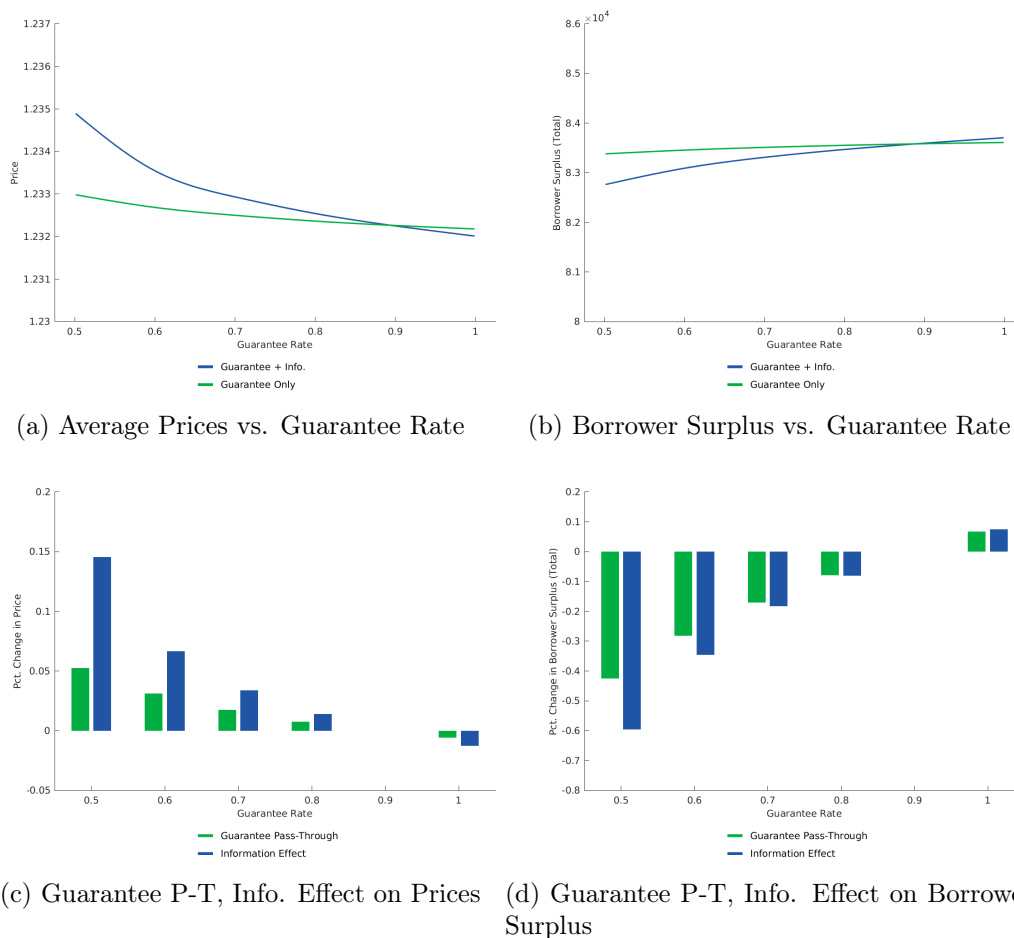 1.237
1.236
1.235
1.234
1.233
1.232
1.231
1.23
Price
0.5 0.6 0.7 0.8 0.9 1
Guarantee Rate
Guarantee + Info.
Guarantee Only
(a) Average Prices vs. Guarantee Rate
×10⁴
8.6
8.5
8.4
8.3
8.2
8.1
8
Borrower Surplus (Total)
0.5 0.6 0.7 0.8 0.9 1
Guarantee Rate
Guarantee + Info.
Guarantee Only
(b) Borrower Surplus vs. Guarantee Rate
0.2
0.15
0.1
0.05
0
-0.05
Pct. Change in Price
0.5 0.6 0.7 0.8 0.9 1
Guarantee Rate
Guarantee Pass-Through
Information Effect
(c) Guarantee P-T, Info. Effect on Prices
0.2
0.1
0
-0.1
-0.2
-0.3
-0.4
-0.5
-0.6
-0.7
-0.8
Pct. Change in Borrower Surplus (Total)
0.5 0.6 0.7 0.8 0.9 1
Guarantee Rate
Guarantee Pass-Through
Information Effect
(d) Guarantee P-T, Info. Effect on Borrowe
Surplus